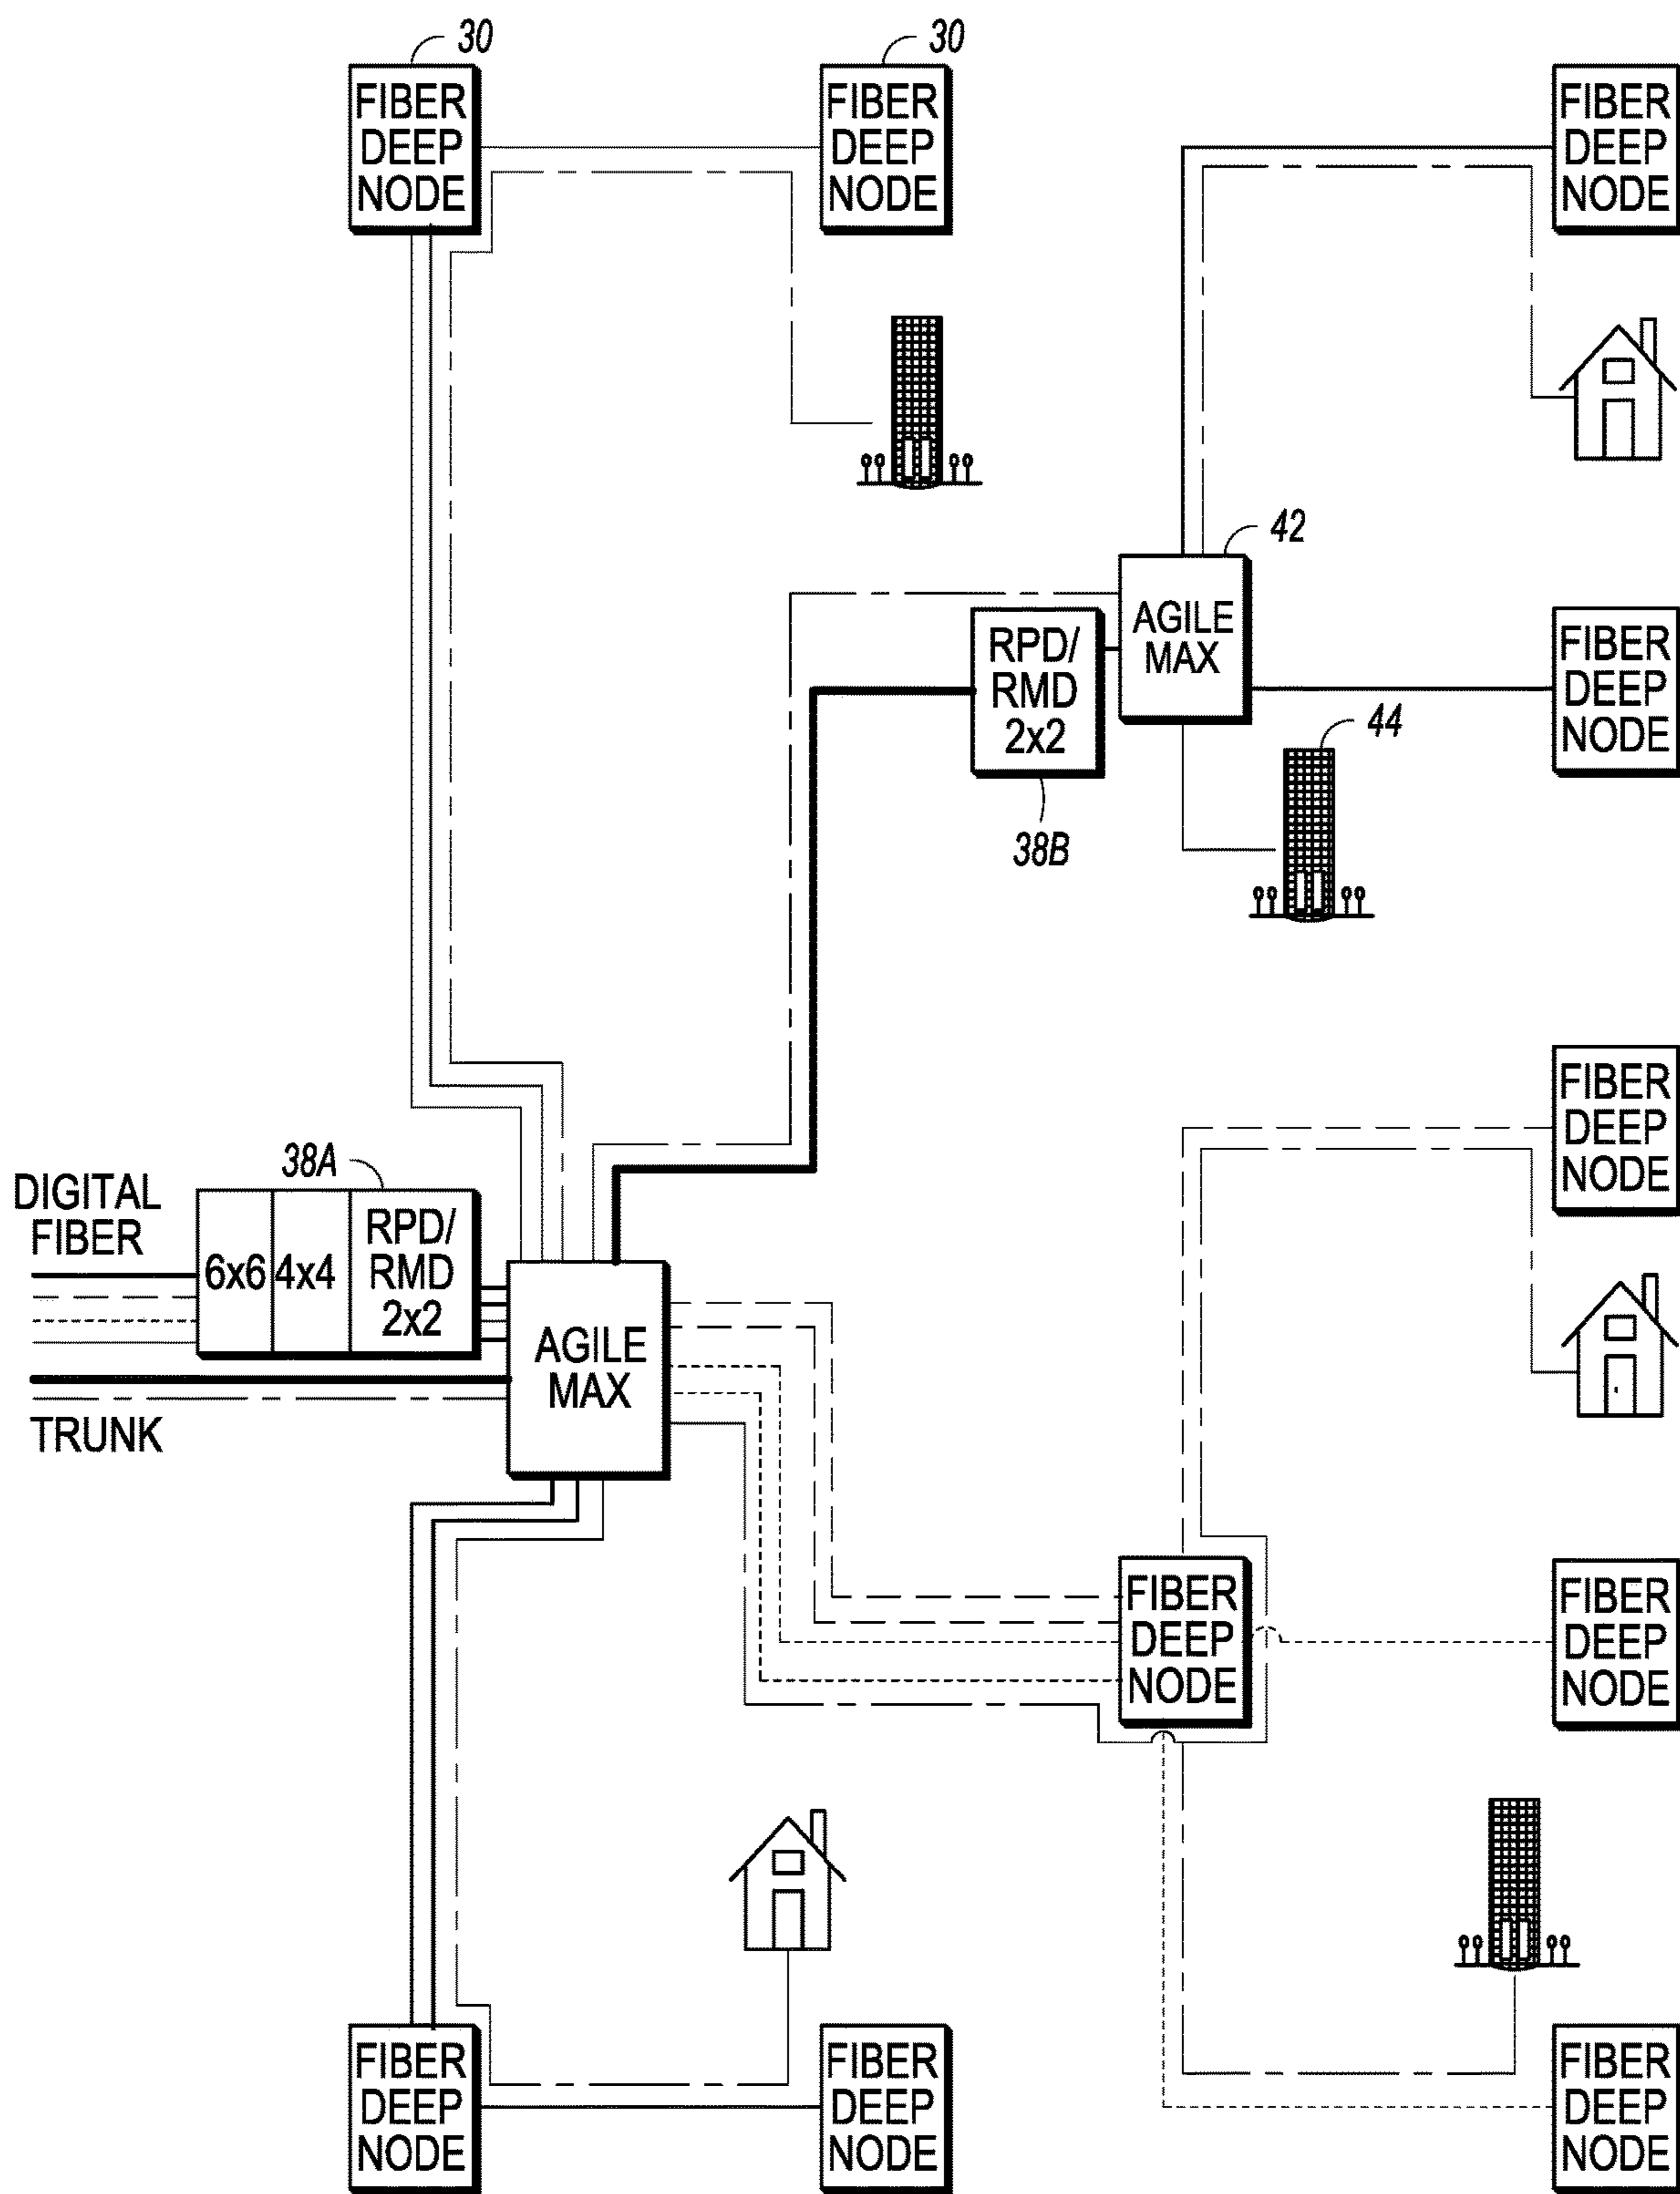 30
30
FIBER
DEEP
NODE
FIBER
DEEP
NODE
FIBER
DEEP
NODE
42
AGILE
MAX
RPD/
RMD
2x2
38B
FIBER
DEEP
NODE
44
FIBER
DEEP
NODE
38A
DIGITAL
FIBER
6x6
4x4
RPD/
RMD
2x2
AGILE
MAX
TRUNK
FIBER
DEEP
NODE
FIBER
DEEP
NODE
FIBER
DEEP
NODE
FIBER
DEEP
NODE
FIBER
DEEP
NODE